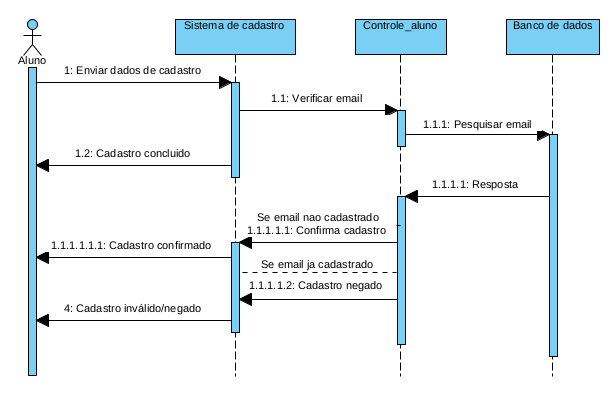 Sistema de cadastro
Controle_aluno
Banco de dados
Aluno
1: Enviar dados de cadastro
1.1: Verificar email
1.1.1: Pesquisar email
1.2: Cadastro concluido
1.1.1.1: Resposta
Se email nao cadastrado
1.1.1.1.1: Confirma cadastro
1.1.1.1.1.1: Cadastro confirmado
Se email ja cadastrado
1.1.1.1.2: Cadastro negado
4: Cadastro inválido/negado